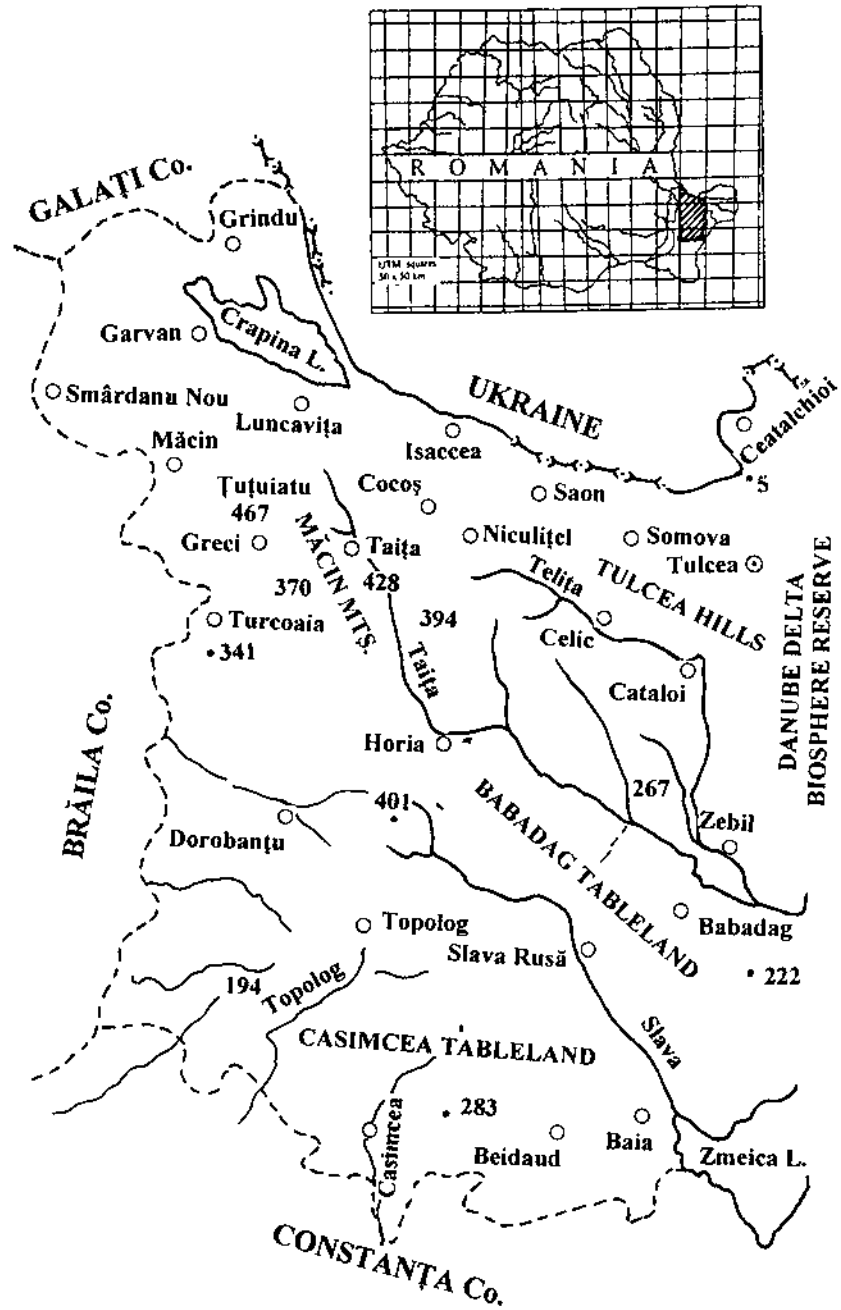 ROMANIA
UTM squares
50 x 50 km
GALAȚI Co.
Grindu
Garvan
Crapina L.
Smârdanu Nou
Luncavița
UKRAINE
Ceatalchioi
Măcin
Isaccea
5
Țuțuiatu
467
Cocoș
Saon
Greci
MĂCIN MTȘ.
Taița
Niculițel
Somova
Tulcea
370
428
Telița
TULCEA HILLS
394
Turcoaia
341
Celic
Taița
Cataloi
DANUBE DELTA
BIOSPHERE RESERVE
Horia
BRĂILA Co.
401
BABADAG TABLELAND
267
Zebil
Dorobanțu
Topolog
Babadag
Slava Rusă
222
194
Topolog
Slava
CASIMCEA TABLELAND
283
Casimcea
Beidaud
Baia
Zmeica L.
CONSTANȚA Co.